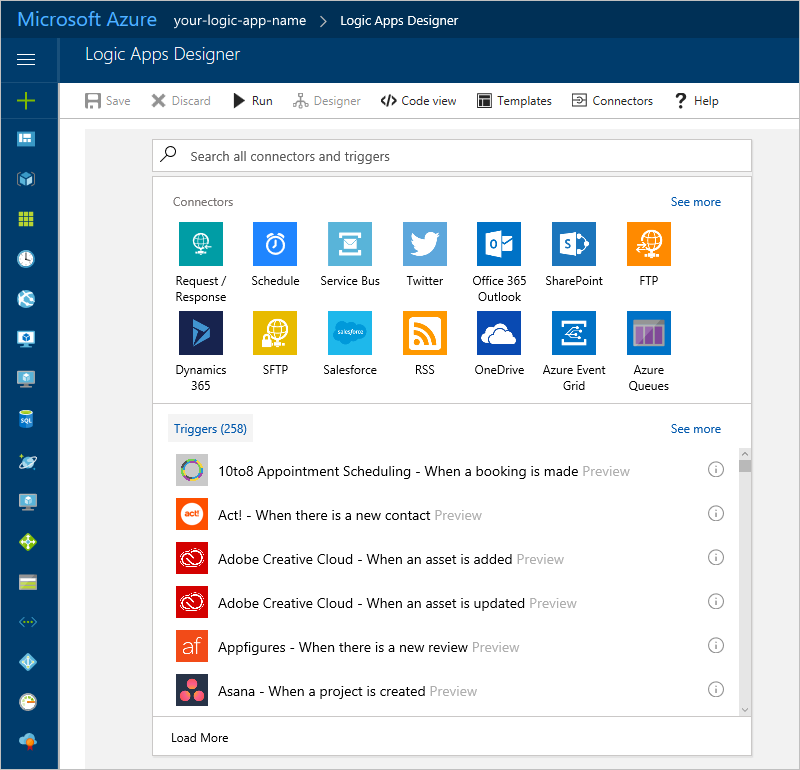 Microsoft Azure your-logic-app-name > Logic Apps Designer
Logic Apps Designer
Save Discard Run Designer Code view Templates Connectors Help
Search all connectors and triggers
Connectors See more
Request / Response
Schedule
Service Bus
Twitter
Office 365 Outlook
SharePoint
FTP
Dynamics 365
SFTP
salesforce
Salesforce
RSS
OneDrive
Azure Event Grid
Azure Queues
SQL
Triggers (258) See more
10to8 Appointment Scheduling - When a booking is made Preview
act!
Act! - When there is a new contact Preview
Adobe Creative Cloud - When an asset is added Preview
Adobe Creative Cloud - When an asset is updated Preview
af
Appfigures - When there is a new review Preview
Asana - When a project is created Preview
Load More